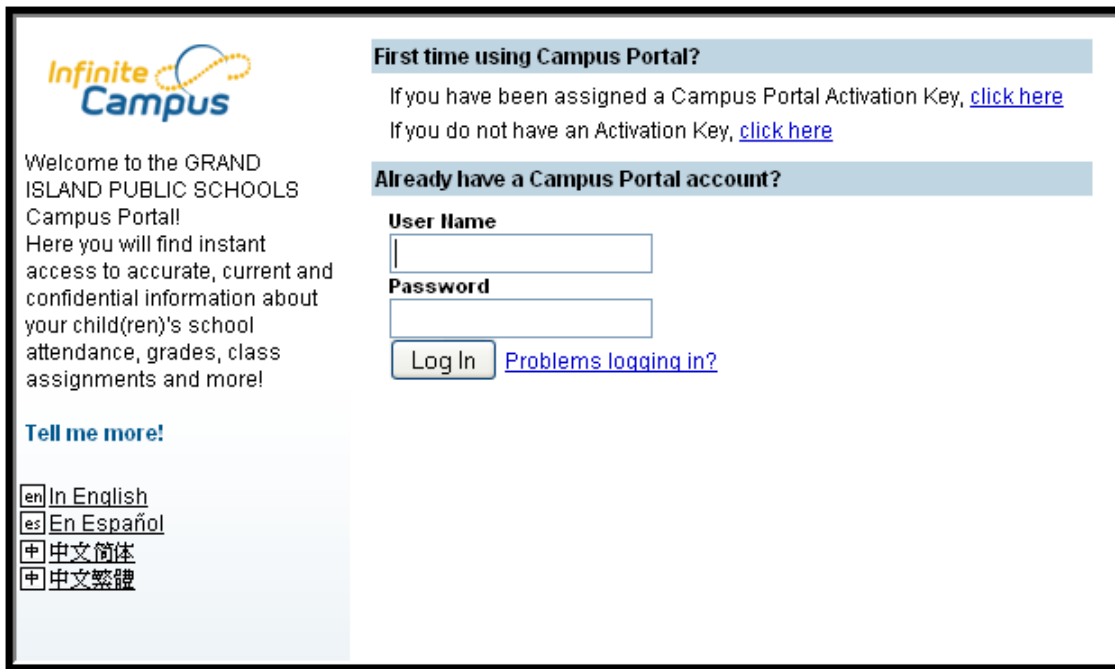 Infinite
Campus
Welcome to the GRAND
ISLAND PUBLIC SCHOOLS
Campus Portal!
Here you will find instant
access to accurate, current and
confidential information about
your child(ren)'s school
attendance, grades, class
assignments and more!
Tell me more!
en In English
es En Español
中 中文简体
中 中文繁體
First time using Campus Portal?
If you have been assigned a Campus Portal Activation Key, click here
If you do not have an Activation Key, click here
Already have a Campus Portal account?
User Name
Password
Log In Problems logging in?